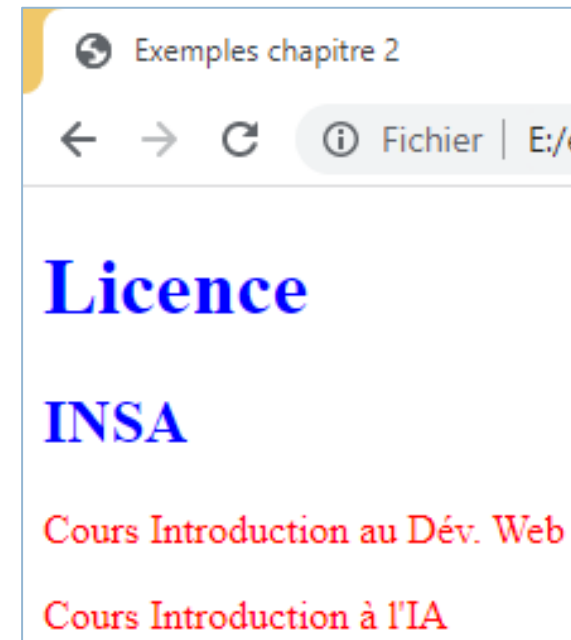 Exemples chapitre 2
Fichier | E:/
Licence
INSA
Cours Introduction au Dév. Web
Cours Introduction à l'IA